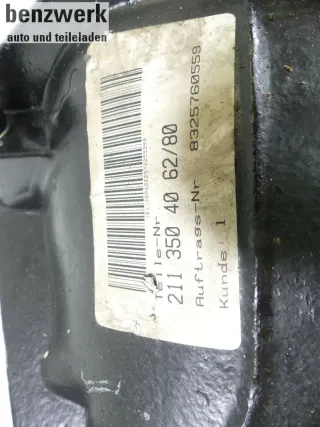 benzwerk
auto und teileladen
Teile-Nr
211 350 40 62/80
Auftrags-Nr 8325760559
Kunde: 1